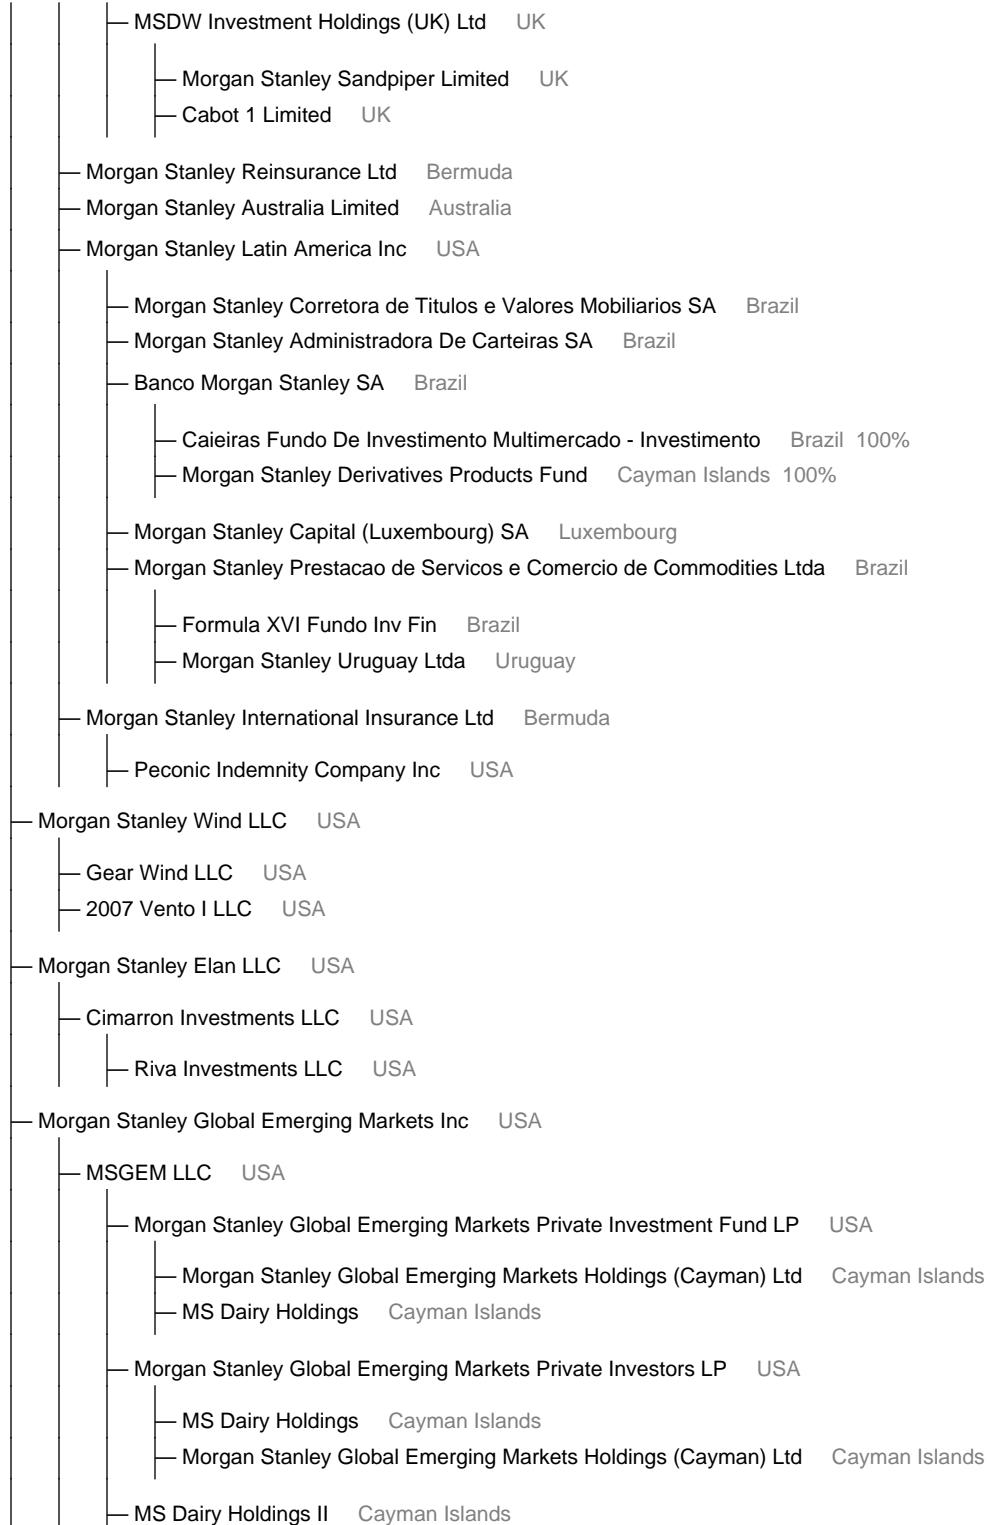 MSDW Investment Holdings (UK) Ltd UK
Morgan Stanley Sandpiper Limited UK
Cabot 1 Limited UK
Morgan Stanley Reinsurance Ltd Bermuda
Morgan Stanley Australia Limited Australia
Morgan Stanley Latin America Inc USA
Morgan Stanley Corretora de Titulos e Valores Mobiliarios SA Brazil
Morgan Stanley Administradora De Carteiras SA Brazil
Banco Morgan Stanley SA Brazil
Caieiras Fundo De Investimento Multimercado - Investimento Brazil 100%
Morgan Stanley Derivatives Products Fund Cayman Islands 100%
Morgan Stanley Capital (Luxembourg) SA Luxembourg
Morgan Stanley Prestacao de Servicos e Comercio de Commodities Ltda Brazil
Formula XVI Fundo Inv Fin Brazil
Morgan Stanley Uruguay Ltda Uruguay
Morgan Stanley International Insurance Ltd Bermuda
Peconic Indemnity Company Inc USA
Morgan Stanley Wind LLC USA
Gear Wind LLC USA
2007 Vento I LLC USA
Morgan Stanley Elan LLC USA
Cimarron Investments LLC USA
Riva Investments LLC USA
Morgan Stanley Global Emerging Markets Inc USA
MSGEM LLC USA
Morgan Stanley Global Emerging Markets Private Investment Fund LP USA
Morgan Stanley Global Emerging Markets Holdings (Cayman) Ltd Cayman Islands
MS Dairy Holdings Cayman Islands
Morgan Stanley Global Emerging Markets Private Investors LP USA
MS Dairy Holdings Cayman Islands
Morgan Stanley Global Emerging Markets Holdings (Cayman) Ltd Cayman Islands
MS Dairy Holdings II Cayman Islands